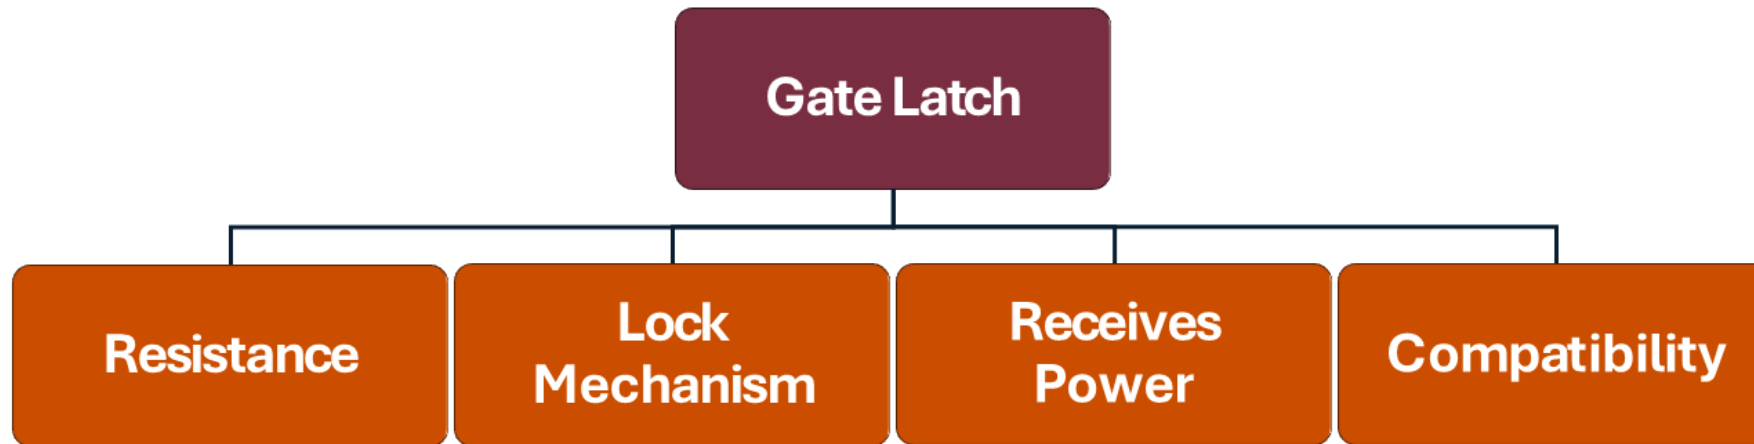 Gate Latch
Resistance
Lock
Mechanism
Receives
Power
Compatibility